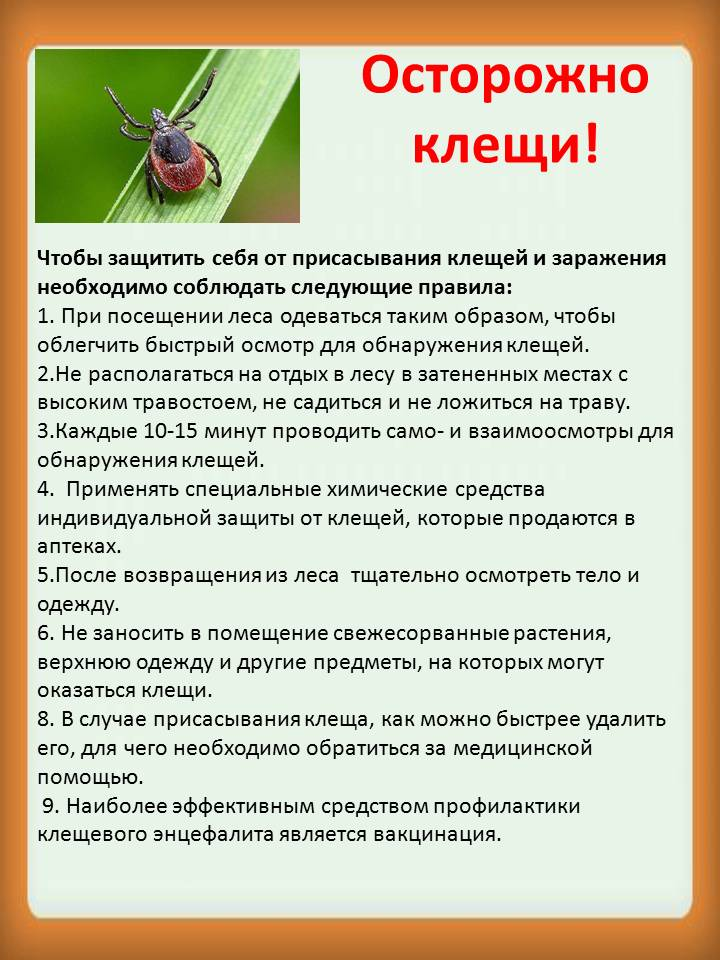 Осторожно
клещи!
Чтобы защитить себя от присасывания клещей и заражения
необходимо соблюдать следующие правила:
1. При посещении леса одеваться таким образом, чтобы
облегчить быстрый осмотр для обнаружения клещей.
2.Не располагаться на отдых в лесу в затененных местах с
высоким травостоем, не садиться и не ложиться на траву.
3.Каждые 10-15 минут проводить само- и взаимоосмотры для
обнаружения клещей.
4.  Применять специальные химические средства
индивидуальной защиты от клещей, которые продаются в
аптеках.
5.После возвращения из леса  тщательно осмотреть тело и
одежду.
6. Не заносить в помещение свежесорванные растения,
верхнюю одежду и другие предметы, на которых могут
оказаться клещи.
8. В случае присасывания клеща, как можно быстрее удалить
его, для чего необходимо обратиться за медицинской
помощью.
9. Наиболее эффективным средством профилактики
клещевого энцефалита является вакцинация.